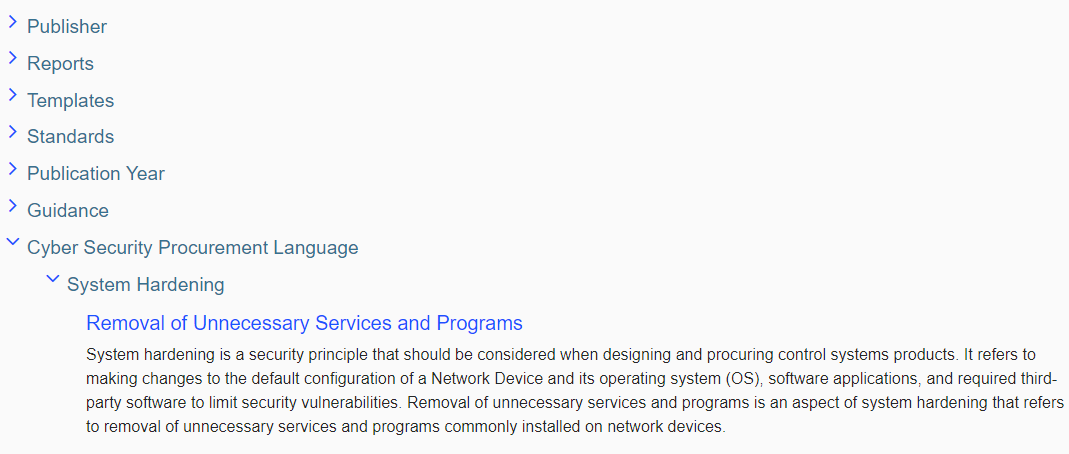 Publisher
Reports
Templates
Standards
Publication Year
Guidance
Cyber Security Procurement Language
System Hardening
Removal of Unnecessary Services and Programs
System hardening is a security principle that should be considered when designing and procuring control systems products. It refers to
making changes to the default configuration of a Network Device and its operating system (OS), software applications, and required third-
party software to limit security vulnerabilities. Removal of unnecessary services and programs is an aspect of system hardening that refers
to removal of unnecessary services and programs commonly installed on network devices.